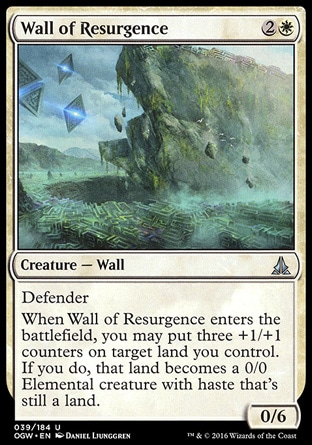 Wall of Resurgence 2
Creature — Wall
Defender
When Wall of Resurgence enters the
battlefield, you may put three +1/+1
counters on target land you control.
If you do, that land becomes a 0/0
Elemental creature with haste that's
still a land.
0/6
039/184 U
OGW • EN Daniel Ljunggren ™ & © 2016 Wizards of the Coast